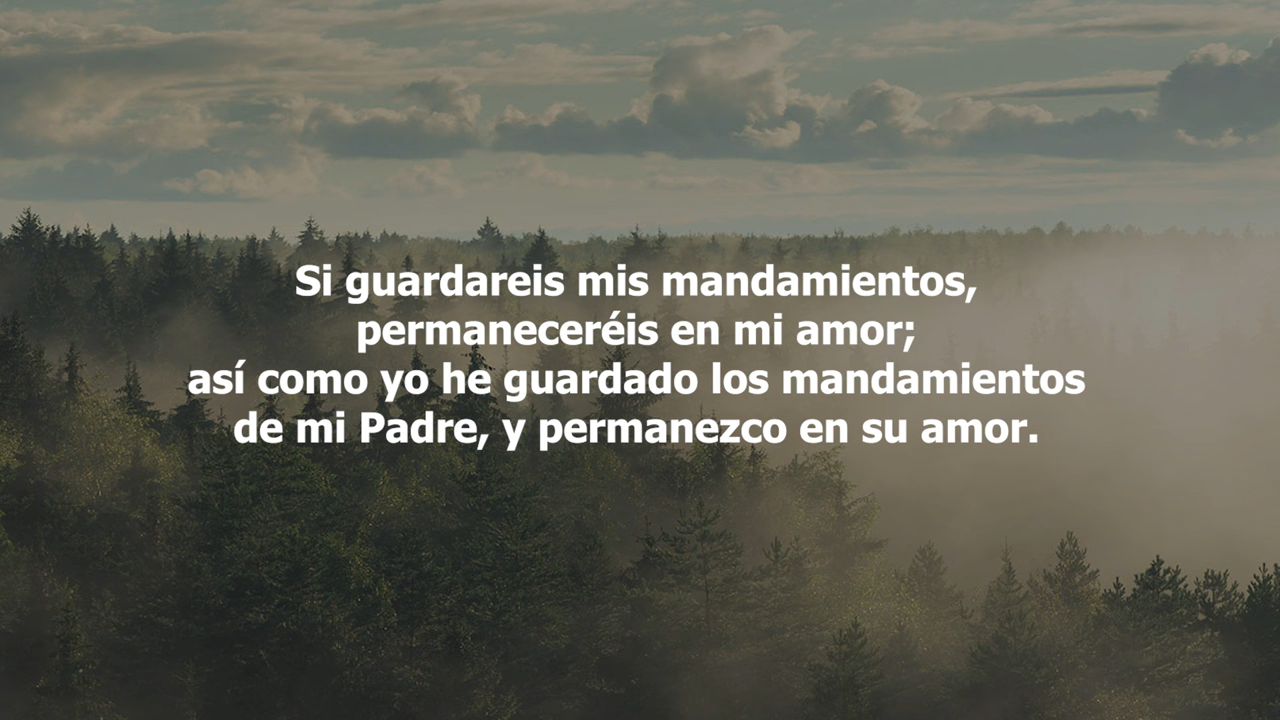 Si guardareis mis mandamientos,
permaneceréis en mi amor;
así como yo he guardado los mandamientos
de mi Padre, y permanezco en su amor.